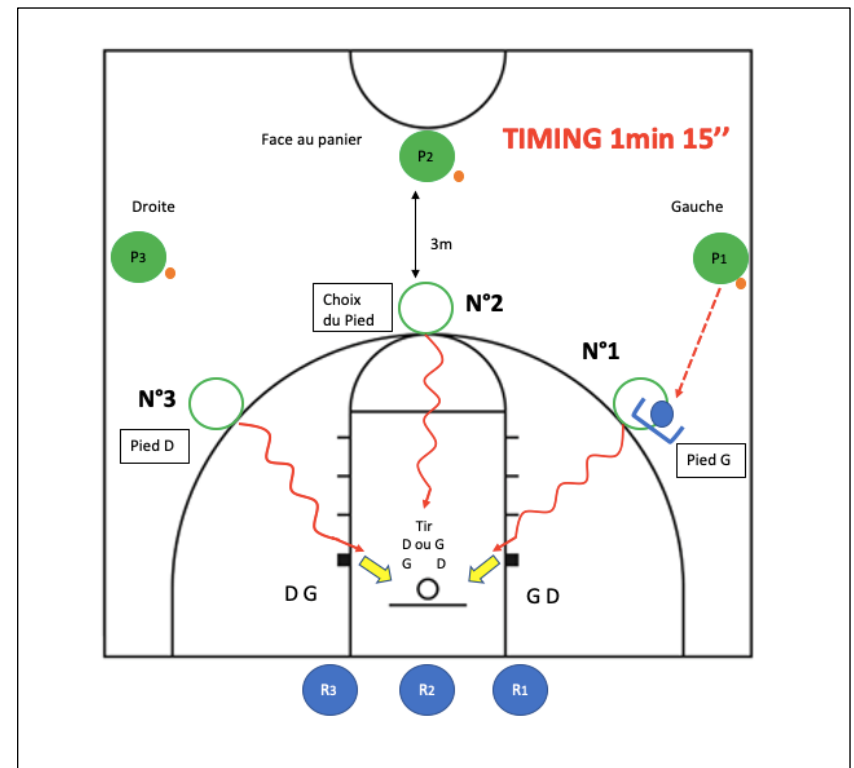 TIMING 1min 15’’
Face au panier
P2
Droite
Gauche
P3
P1
3m
Choix
du Pied
N°2
N°1
N°3
Pied D
Pied G
Tir
D ou G
G D
D G
G D
R3
R2
R1